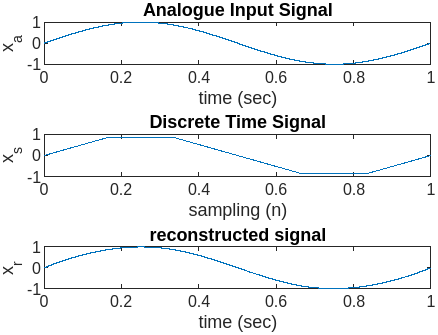 Analogue Input Signal
1
0
-1
x_a
0 0.2 0.4 0.6 0.8 1
time (sec)
Discrete Time Signal
1
0
-1
x_s
0 0.2 0.4 0.6 0.8 1
sampling (n)
reconstructed signal
1
0
-1
x_r
0 0.2 0.4 0.6 0.8 1
time (sec)